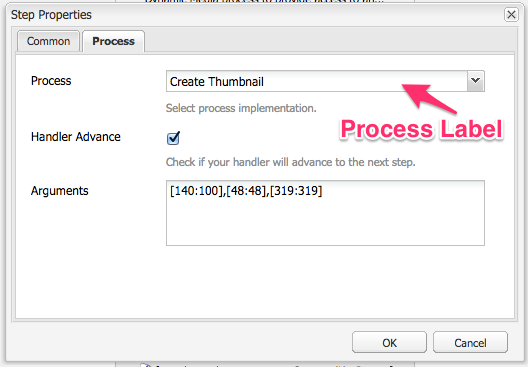 Step Properties
Common
Process
Process
Create Thumbnail
Select process implementation.
Process Label
Handler Advance
Check if your handler will advance to the next step.
Arguments
[140:100],[48:48],[319:319]
OK
Cancel